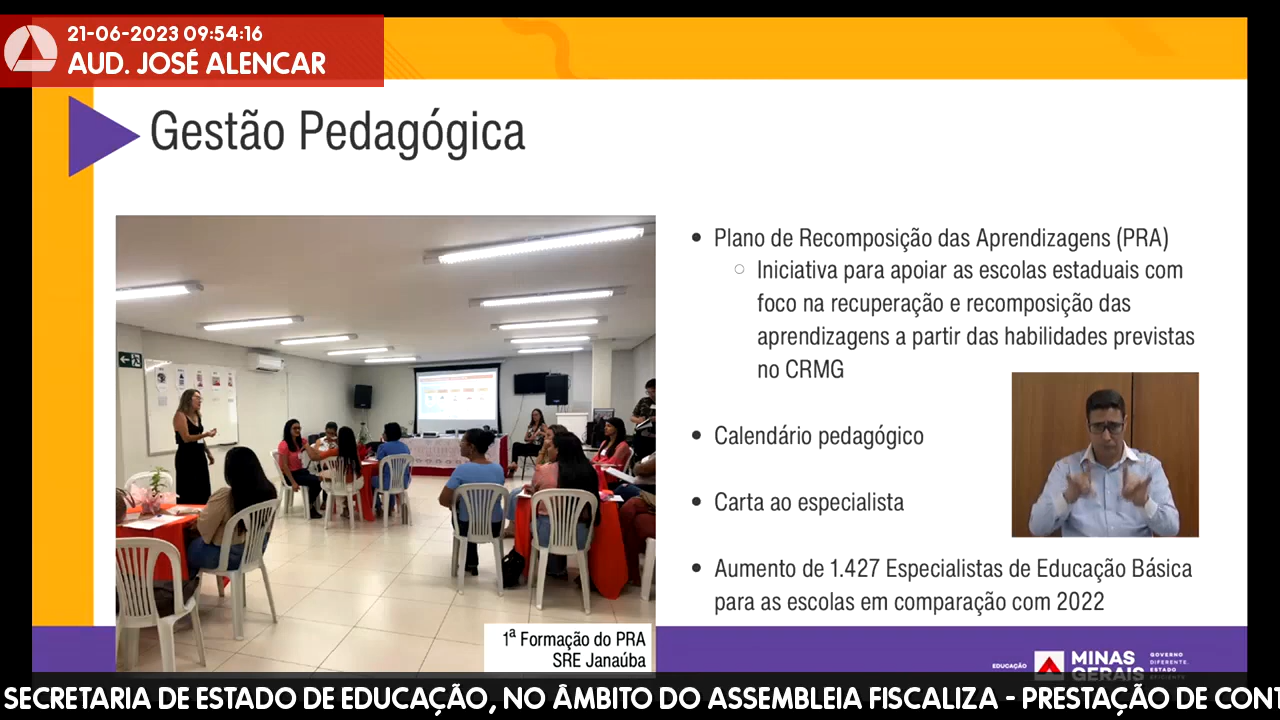 21-06-2023 09:54:16
AUD. JOSÉ ALENCAR
Gestão Pedagógica
• Plano de Recomposição das Aprendizagens (PRA)
○ Iniciativa para apoiar as escolas estaduais com
foco na recuperação e recomposição das
aprendizagens a partir das habilidades previstas
no CRMG
• Calendário pedagógico
• Carta ao especialista
• Aumento de 1.427 Especialistas de Educação Básica
para as escolas em comparação com 2022
1ª Formação do PRA
SRE Janaúba
EDUCAÇÃO
MINAS
GERAIS
GOVERNO
DIFERENTE.
ESTADO
EFICIENTE
SECRETARIA DE ESTADO DE EDUCAÇÃO, NO ÂMBITO DO ASSEMBLEIA FISCALIZA - PRESTAÇÃO DE CONT